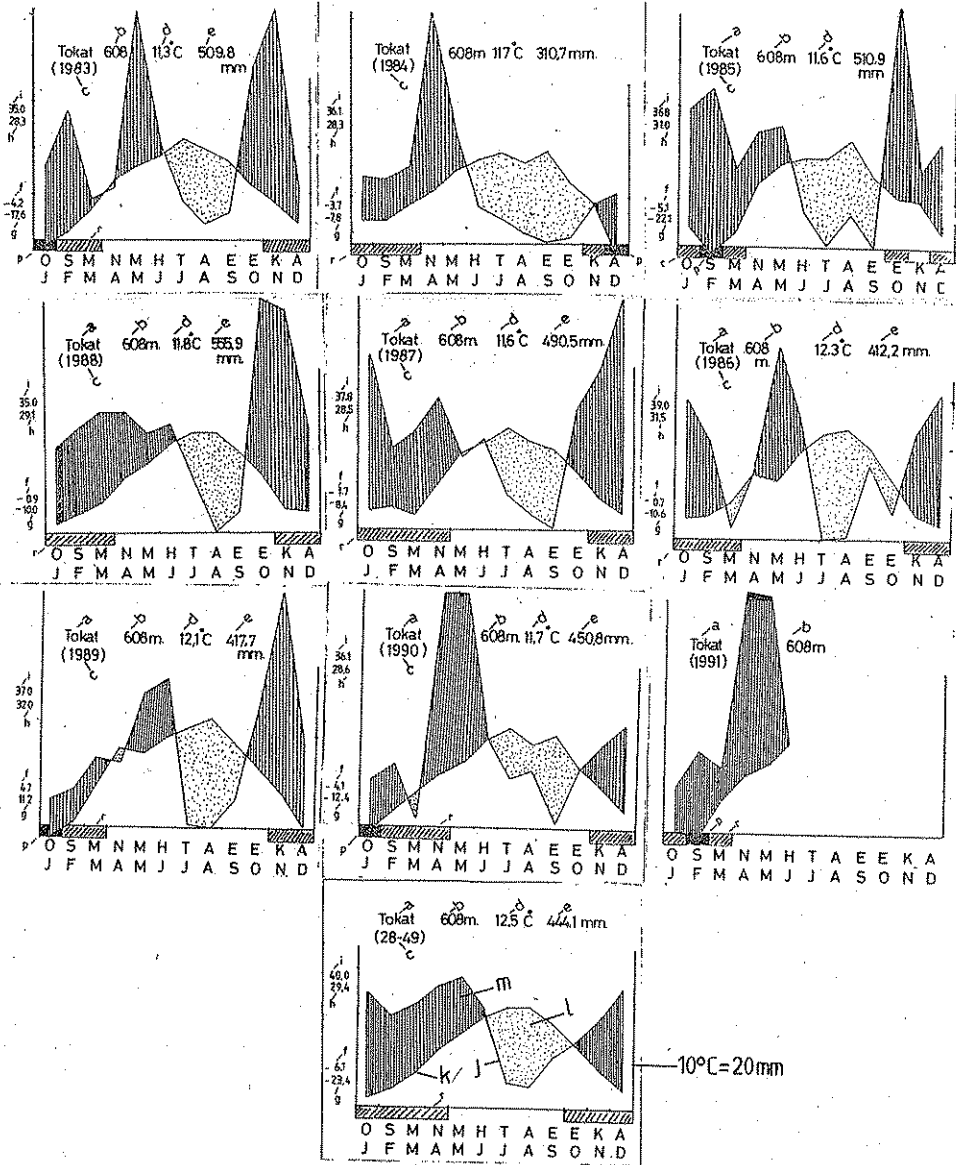 b d e
Tokat 608 11,3°C 509.8
(1983) mm
c
i
35.0
28.3
h
f
-4.2
-17.6
g
p r
O S M N M H T A E E K A
J F M A M J J A S O N D
Tokat 608m 11,7°C 310,7mm.
(1984)
c
i
36.1
28.3
h
f
-3.7
-7.8
g
r p
O S M N M H T A E E K A
J F M A M J J A S O N D
a b d e
Tokat 608m 11.6°C 510.9
(1985) mm
c
i
36.8
31.0
h
f
-5.1
g
r p
O S M N M H T A E E K A
J F M A M J J A S O N D
a b d e
Tokat 608m. 11.8°C 555,9
(1988) mm.
c
i
35.0
29.1
h
f
-0.9
-10.0
g
r
O S M N M H T A E E K A
J F M A M J J A S O N D
a b d e
Tokat 608m. 11,6°C 490.5mm.
(1987)
c
i
37.8
28.5
h
f
-1.7
-8.4
g
r
O S M N M H T A E E K A
J F M A M J J A S O N D
a b d e
Tokat 608 12.3°C 412,2mm.
(1986) m.
c
i
39.0
31.5
h
f
-0.7
-10.6
g
r
O S M N M H T A E E K A
J F M A M J J A S O N D
a b d e
Tokat 608m. 12,1°C 417,7
(1989) mm.
c
i
37.0
32.0
h
f
11.2
g
p r
O S M N M H T A E E K A
J F M A M J J A S O N D
a b d e
Tokat 608m. 11,7°C 450,8mm.
(1990)
c
i
36.1
28.6
h
f
-4.1
-12.4
g
p r
O S M N M H T A E E K A
J F M A M J J A S O N D
a b
Tokat 608m
(1991)
p r
O S M N M H T A E E K A
J F M A M J J A S O N D
a b d e
Tokat 608m. 12,5°C 444.1 mm.
(28-49)
c
i
40.0
29.4
h
m l
k j
f
6.1
-23.4
g
10°C=20mm
O S M N M H T A E E K A
J F M A M J J A S O N D